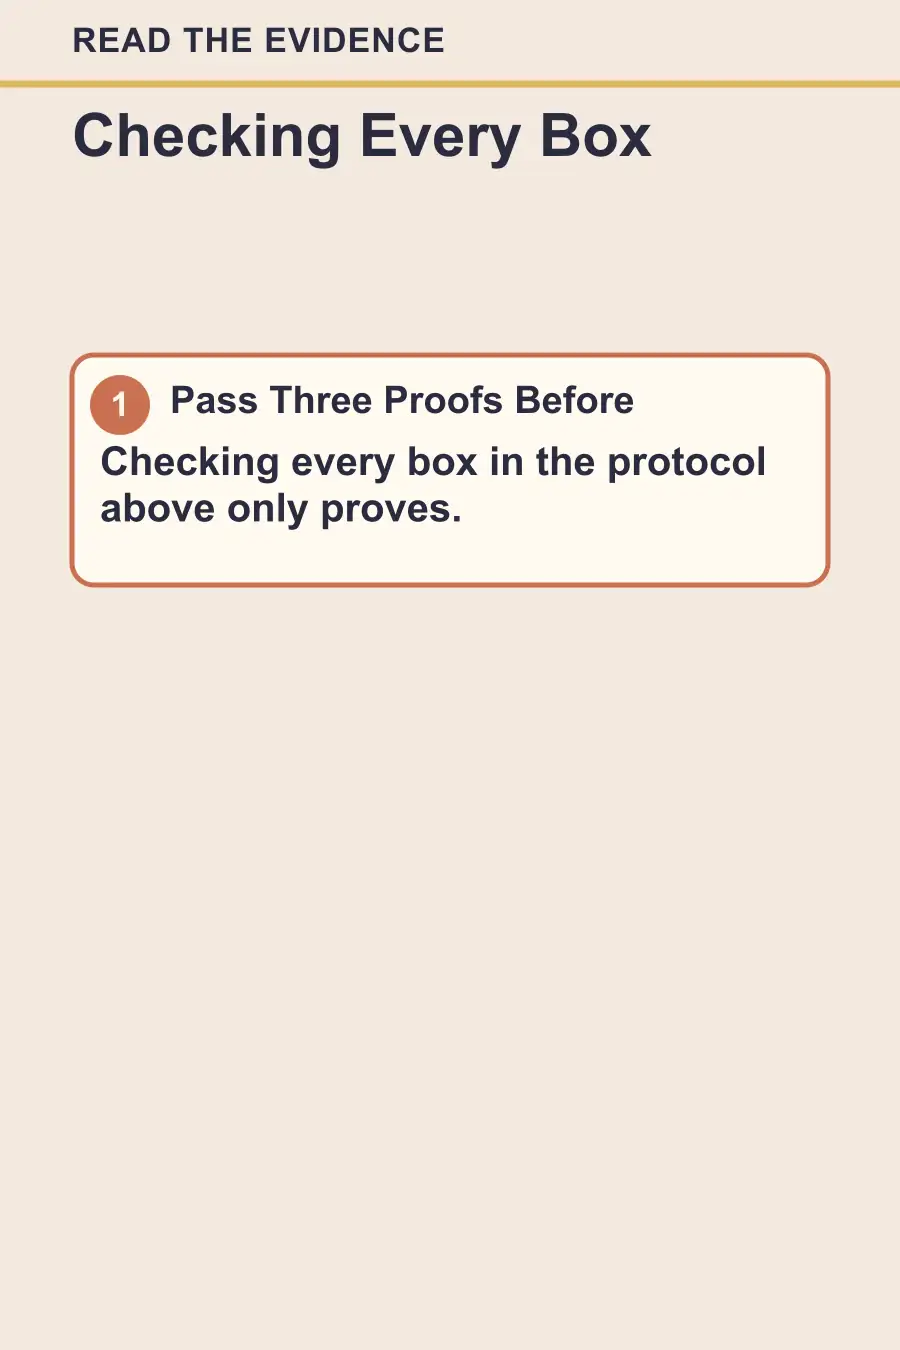 READ THE EVIDENCE
Checking Every Box
1 Pass Three Proofs Before
Checking every box in the protocol
above only proves.